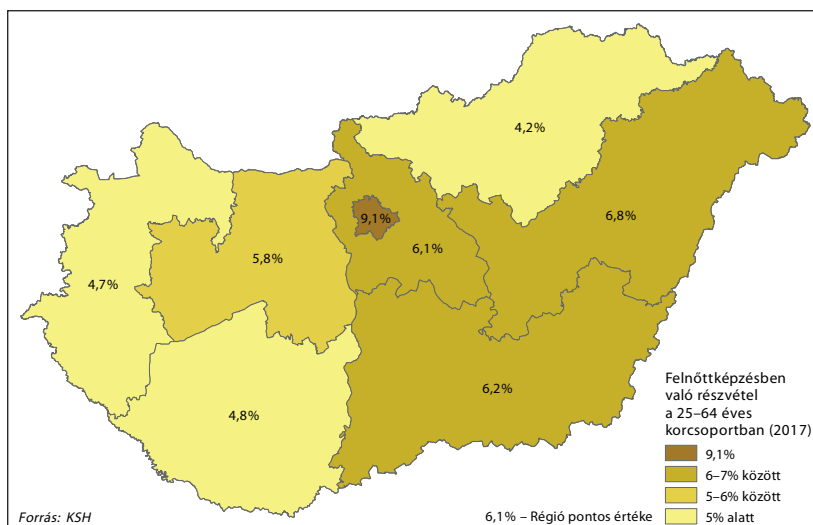 4,2%
9,1%
6,8%
6,1%
5,8%
4,7%
6,2%
4,8%
Felnőttképzésben
való részvétel
a 25–64 éves
korcsoportban (2017)
9,1%
6–7% között
5–6% között
5% alatt
6,1% – Régió pontos értéke
Forrás: KSH